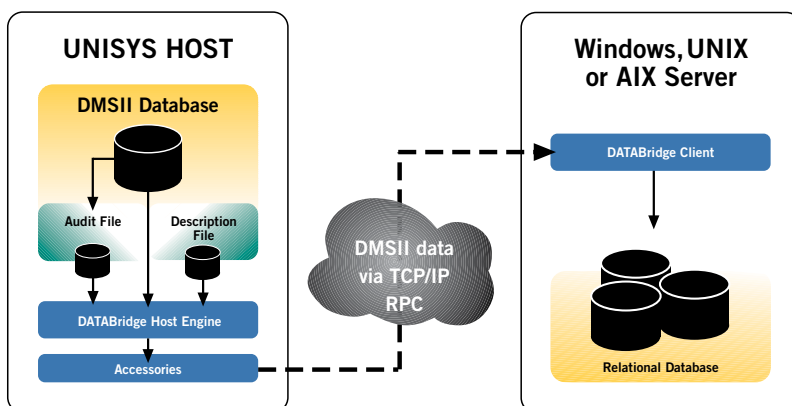 UNISYS HOST
DMSII Database
Audit File
Description
File
DATABridge Host Engine
Accessories
DMSII data
via TCP/IP
RPC
Windows, UNIX
or AIX Server
DATABridge Client
Relational Database